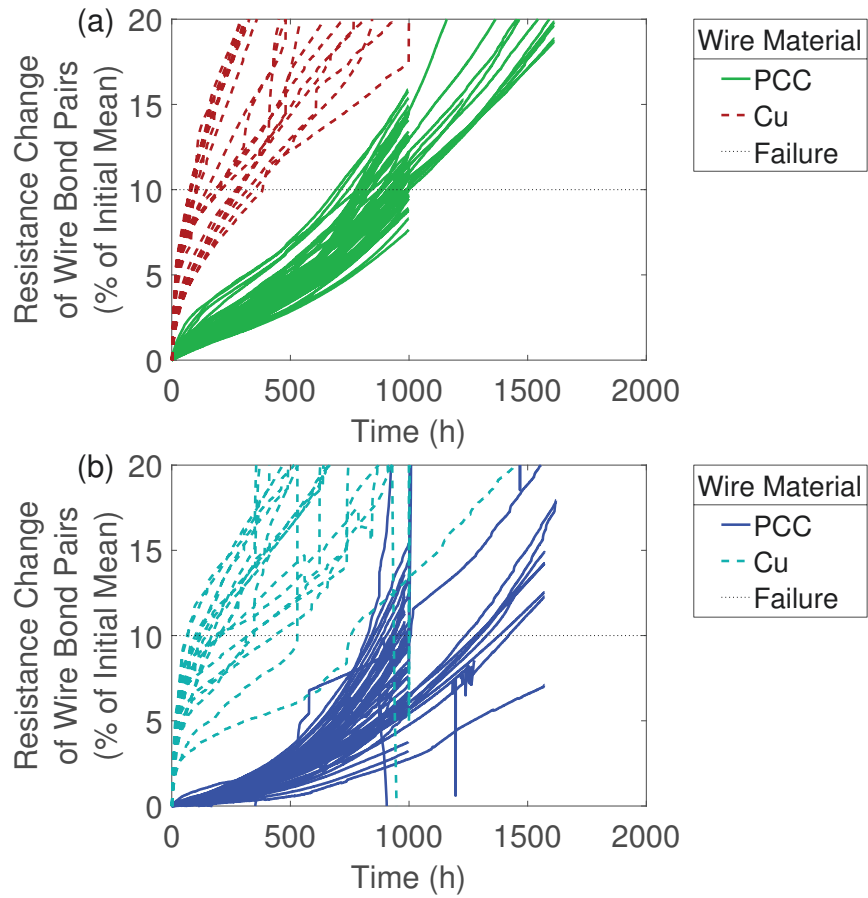 (a)
Resistance Change
of Wire Bond Pairs
(% of Initial Mean)
20
15
10
5
0
0 500 1000 1500 2000
Time (h)
Wire Material
PCC
Cu
Failure
(b)
Resistance Change
of Wire Bond Pairs
(% of Initial Mean)
20
15
10
5
0
0 500 1000 1500 2000
Time (h)
Wire Material
PCC
Cu
Failure